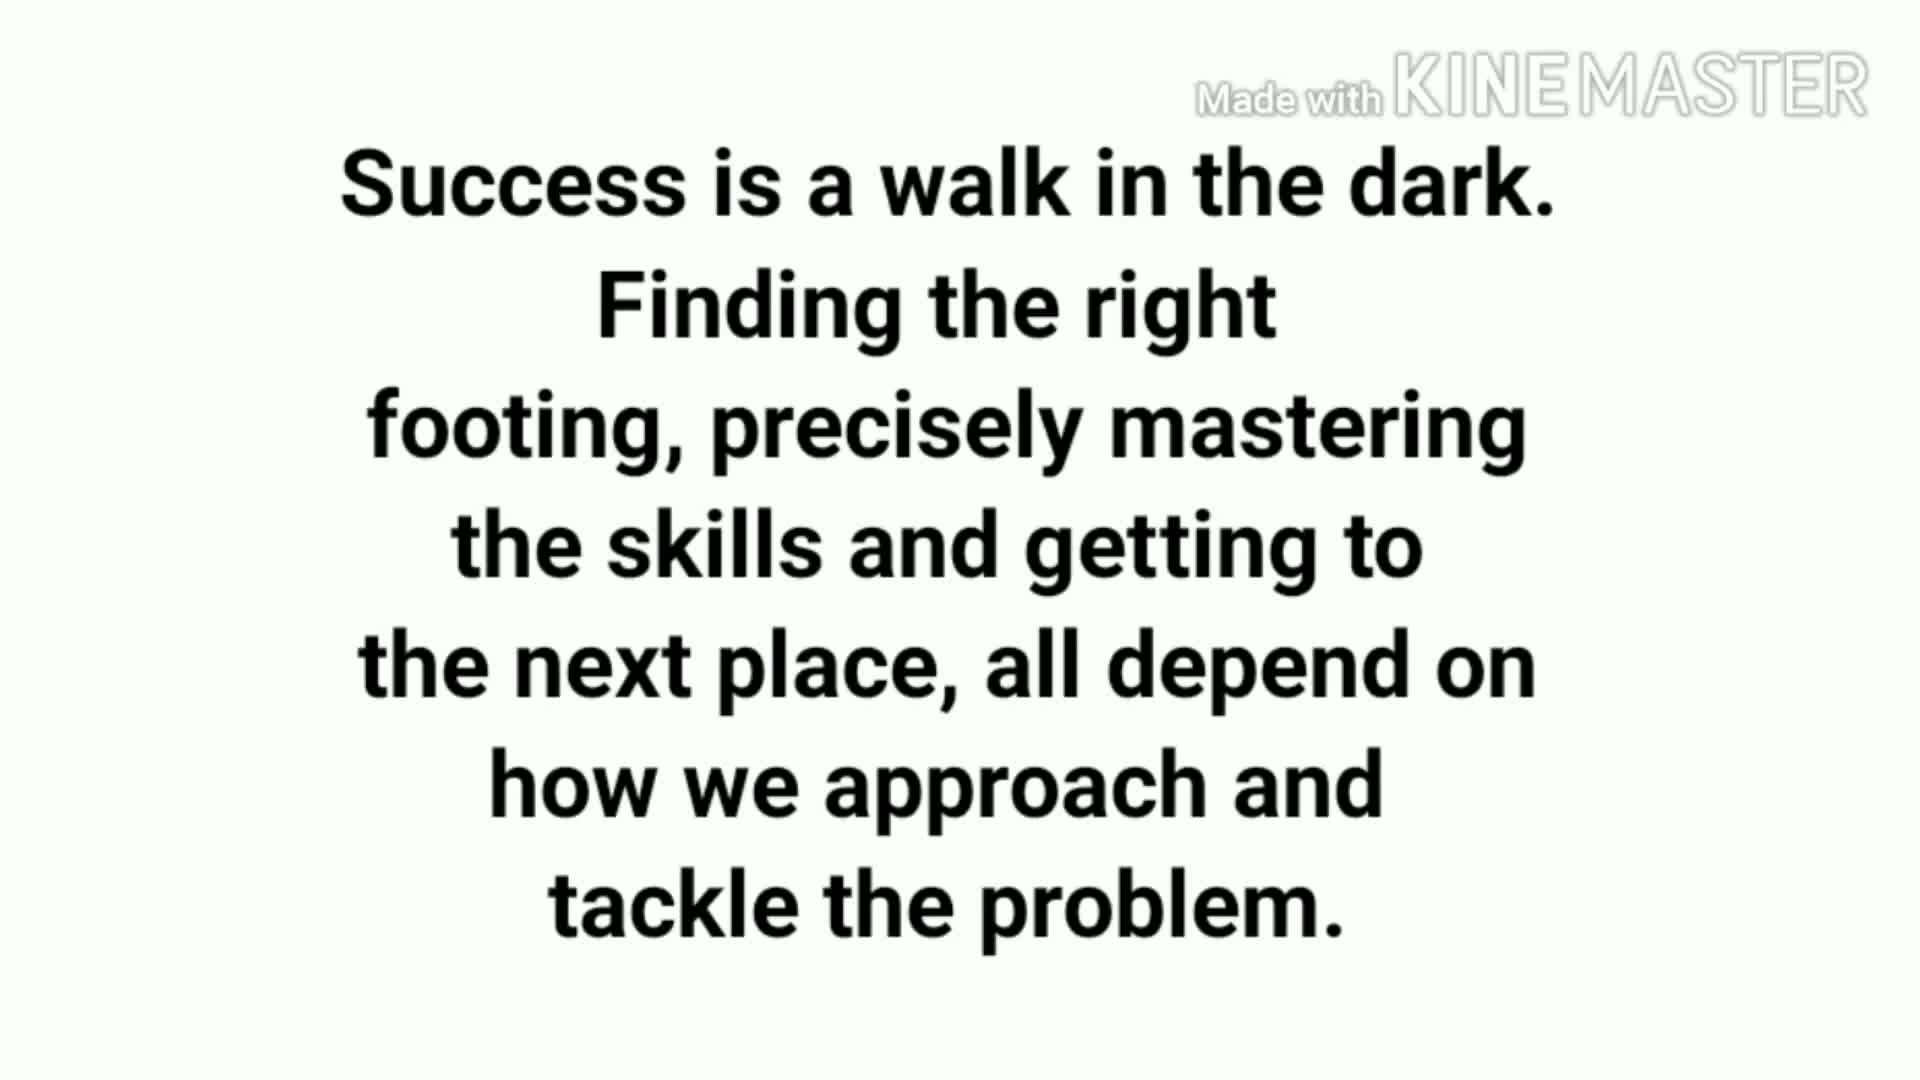 Made with KINEMASTER
Success is a walk in the dark.
Finding the right
footing, precisely mastering
the skills and getting to
the next place, all depend on
how we approach and
tackle the problem.